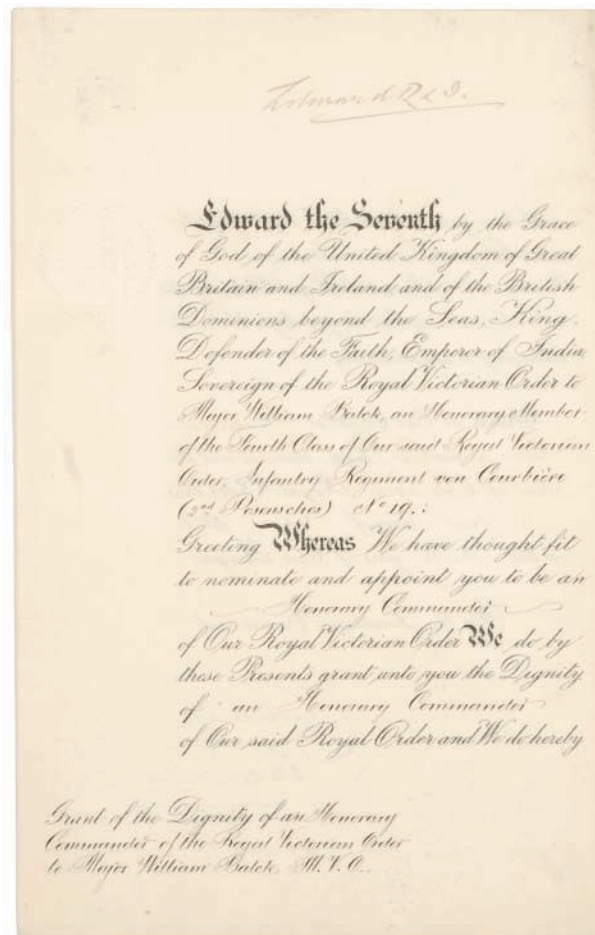 Edward R & I.
Edward the Seventh by the Grace
of God of the United Kingdom of Great
Britain and Ireland and of the British
Dominions beyond the Seas, King,
Defender of the Faith, Emperor of India,
Sovereign of the Royal Victorian Order to
Major William Balck, an Honorary Member
of the Fourth Class of Our said Royal Victorian
Order, Infantry Regiment von Courbière
(2nd Posensches) No 19.:
Greeting Whereas We have thought fit
to nominate and appoint you to be an
Honorary Commander
of Our Royal Victorian Order We do by
these Presents grant unto you the Dignity
of an Honorary Commander
of Our said Royal Order and We do hereby
Grant of the Dignity of an Honorary
Commander of the Royal Victorian Order
to Major William Balck, M.V.O.